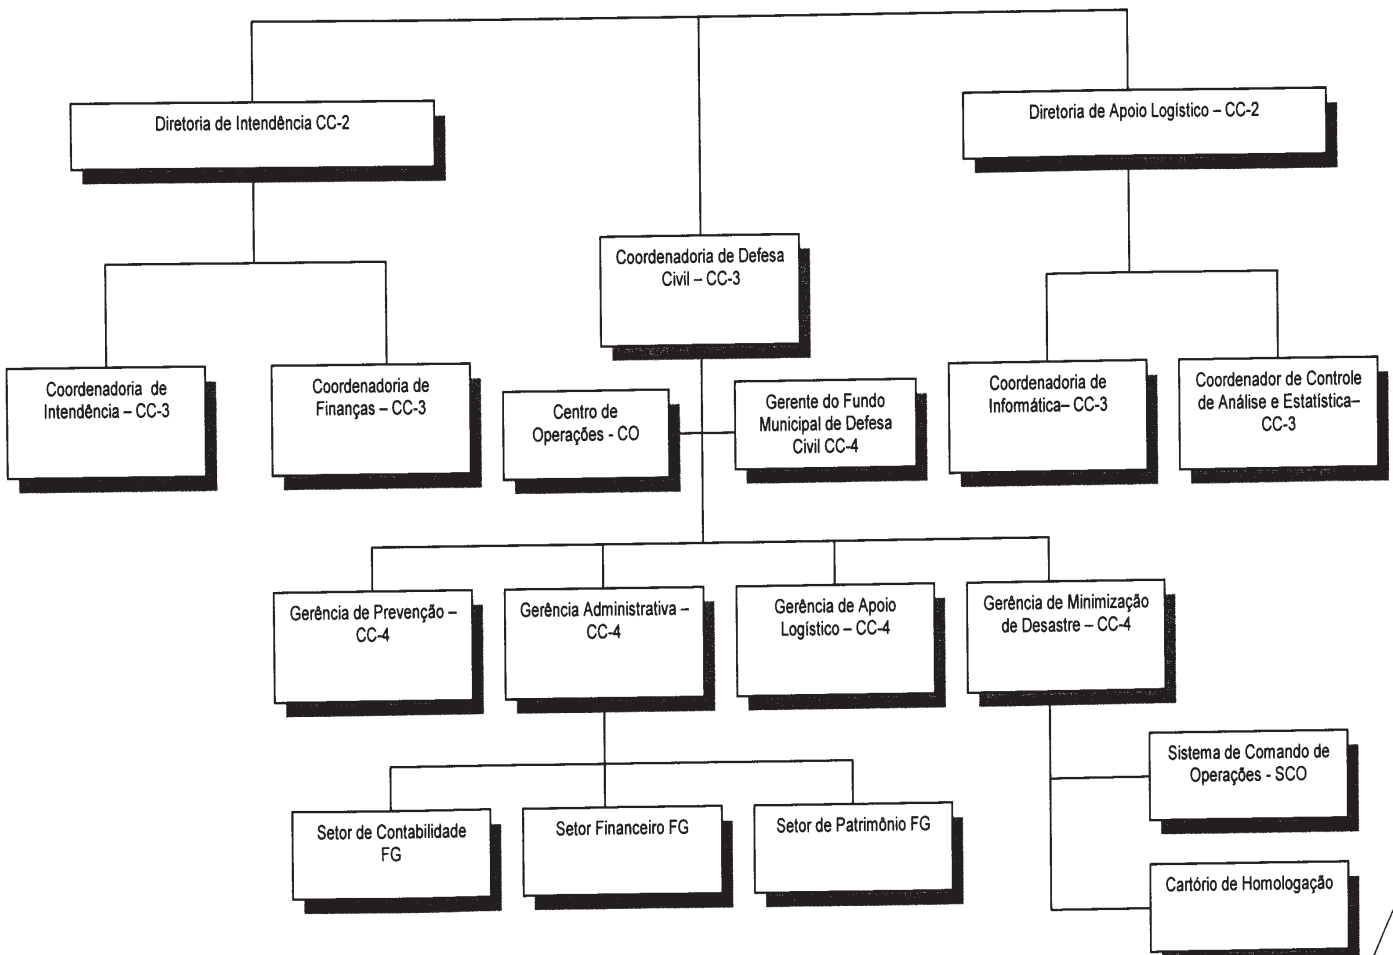 Diretoria de Intendência CC-2
Diretoria de Apoio Logístico – CC-2
Coordenadoria de Defesa
Civil – CC-3
Coordenadoria de
Intendência – CC-3
Coordenadoria de
Finanças – CC-3
Centro de
Operações - CO
Gerente do Fundo
Municipal de Defesa
Civil CC-4
Coordenadoria de
Informática– CC-3
Coordenador de Controle
de Análise e Estatística–
CC-3
Gerência de Prevenção –
CC-4
Gerência Administrativa –
CC-4
Gerência de Apoio
Logístico – CC-4
Gerência de Minimização
de Desastre – CC-4
Sistema de Comando de
Operações - SCO
Setor de Contabilidade
FG
Setor Financeiro FG
Setor de Patrimônio FG
Cartório de Homologação